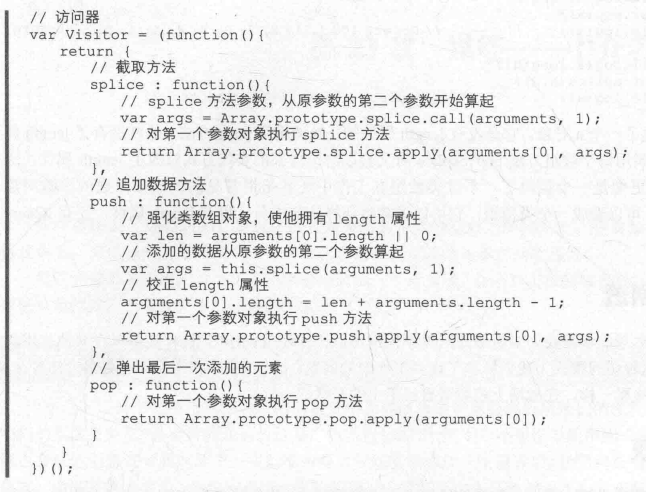 // 访问器
var Visitor = (function(){
    return {
        // 截取方法
        splice : function(){
            // splice 方法参数，从原参数的第二个参数开始算起
            var args = Array.prototype.splice.call(arguments, 1);
            // 对第一个参数对象执行 splice 方法
            return Array.prototype.splice.apply(arguments[0], args);
        },
        // 追加数据方法
        push : function(){
            // 强化类数组对象，使他拥有 length 属性
            var len = arguments[0].length || 0;
            // 添加的数据从原参数的第二个参数算起
            var args = this.splice(arguments, 1);
            // 校正 length 属性
            arguments[0].length = len + arguments.length - 1;
            // 对第一个参数对象执行 push 方法
            return Array.prototype.push.apply(arguments[0], args);
        },
        // 弹出最后一次添加的元素
        pop : function(){
            // 对第一个参数对象执行 pop 方法
            return Array.prototype.pop.apply(arguments[0]);
        }
    }
})();